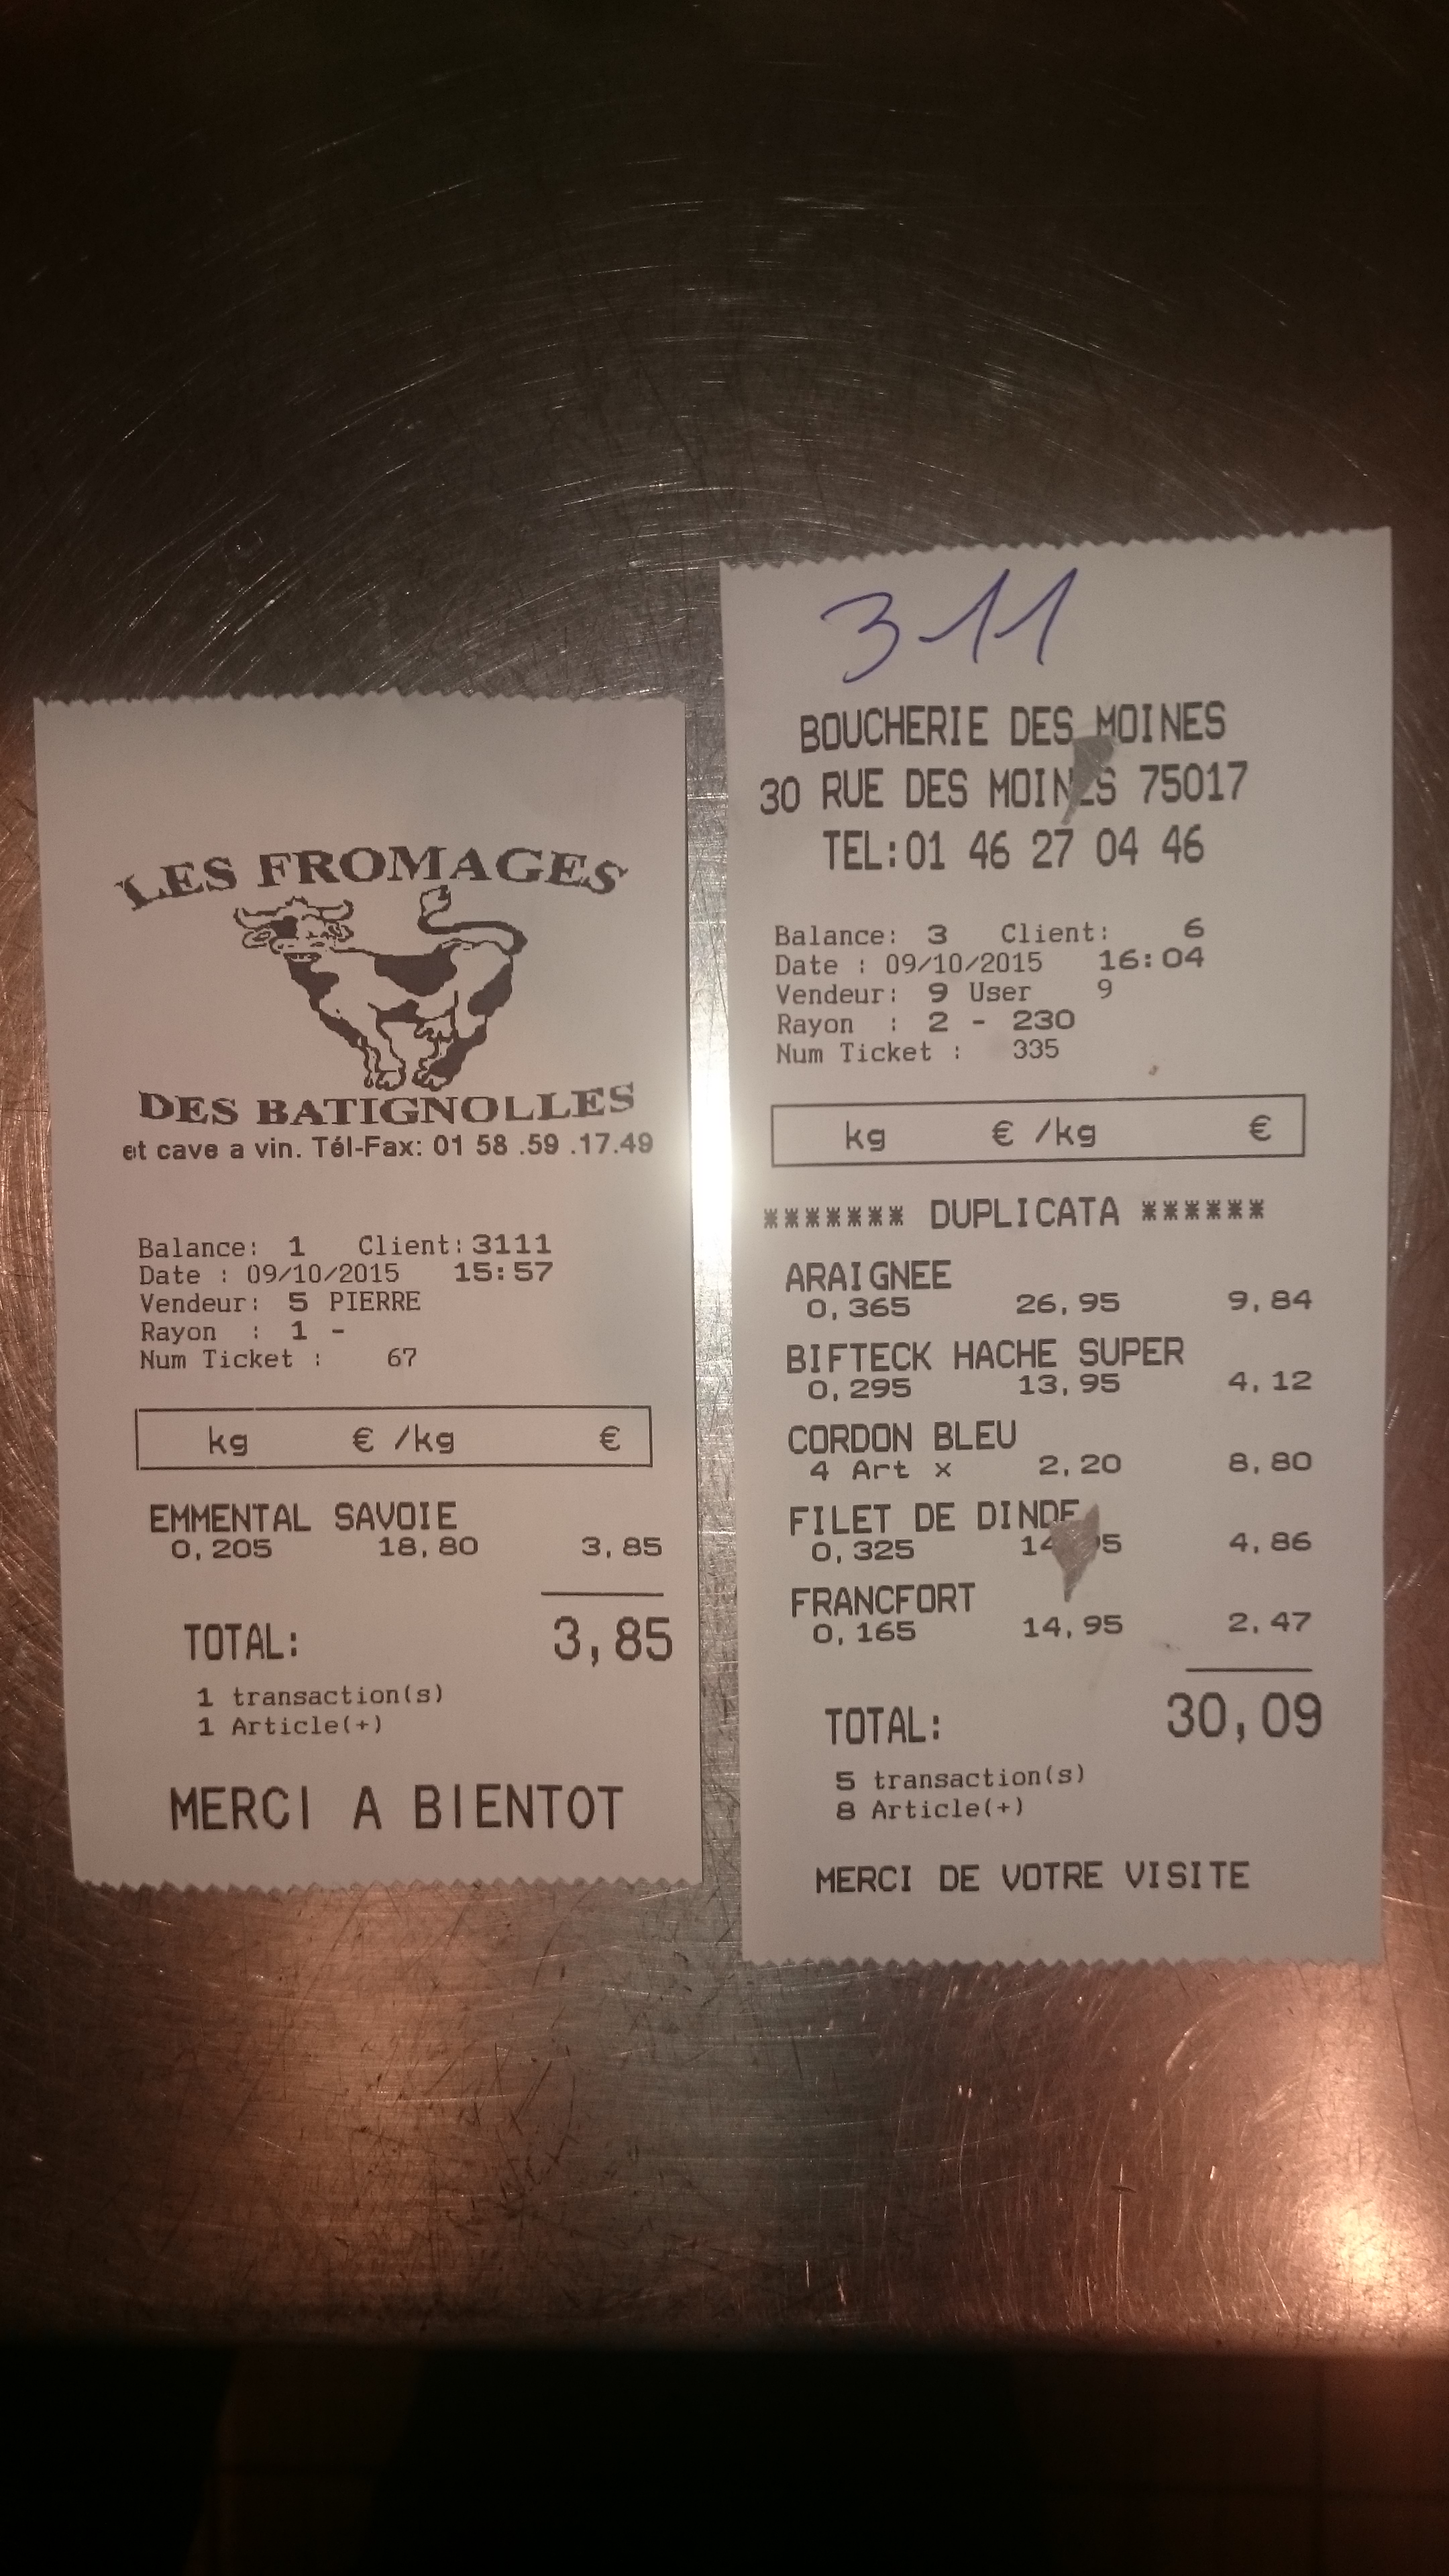 LES FROMAGES
DES BATIGNOLLES
et cave a vin. Tél-Fax: 01 58 .59 .17.49
Balance: 1 Client: 3111
Date : 09/10/2015 15:57
Vendeur: 5 PIERRE
Rayon : 1 -
Num Ticket : 67
kg € /kg €
EMMENTAL SAVOIE
0,205 18,80 3,85
TOTAL: 3,85
1 transaction(s)
1 Article(+)
MERCI A BIENTOT
311
BOUCHERIE DES MOINES
30 RUE DES MOINES 75017
TEL:01 46 27 04 46
Balance: 3 Client: 6
Date : 09/10/2015 16:04
Vendeur: 9 User 9
Rayon : 2 - 230
Num Ticket : 335
kg € /kg €
******* DUPLICATA ******
ARAIGNEE
0,365 26,95 9,84
BIFTECK HACHE SUPER
0,295 13,95 4,12
CORDON BLEU
4 Art x 2,20 8,80
FILET DE DINDE
0,325 4,86
FRANCFORT
0,165 14,95 2,47
TOTAL: 30,09
5 transaction(s)
8 Article(+)
MERCI DE VOTRE VISITE